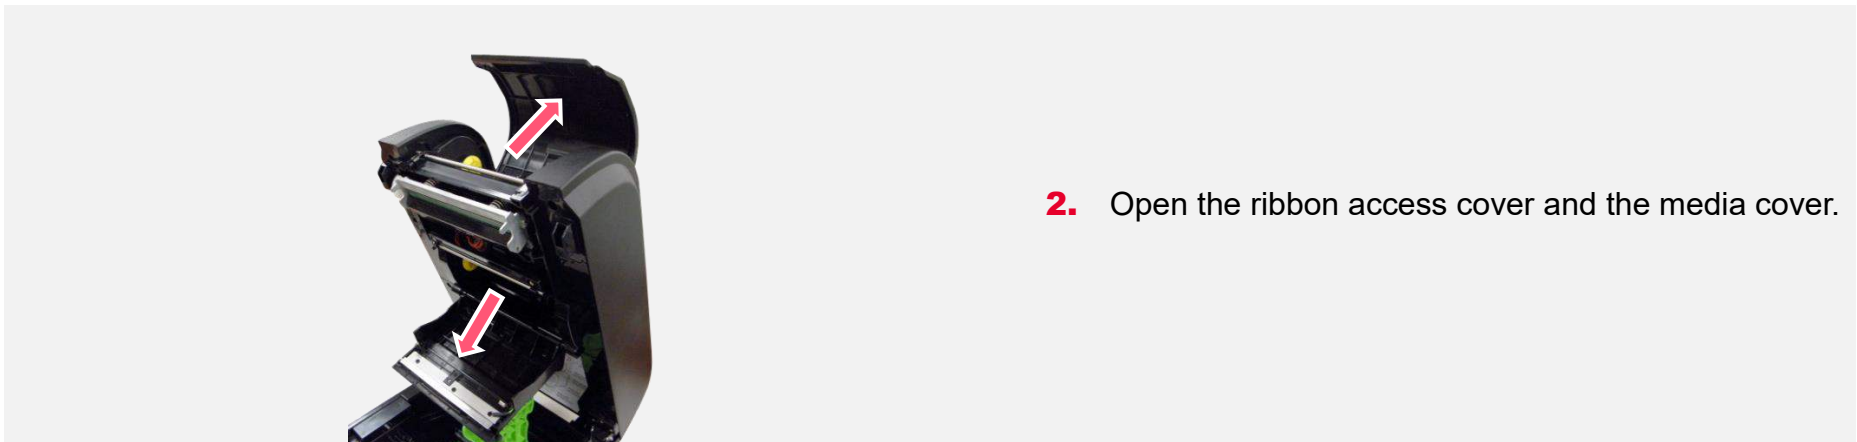 2. Open the ribbon access cover and the media cover.